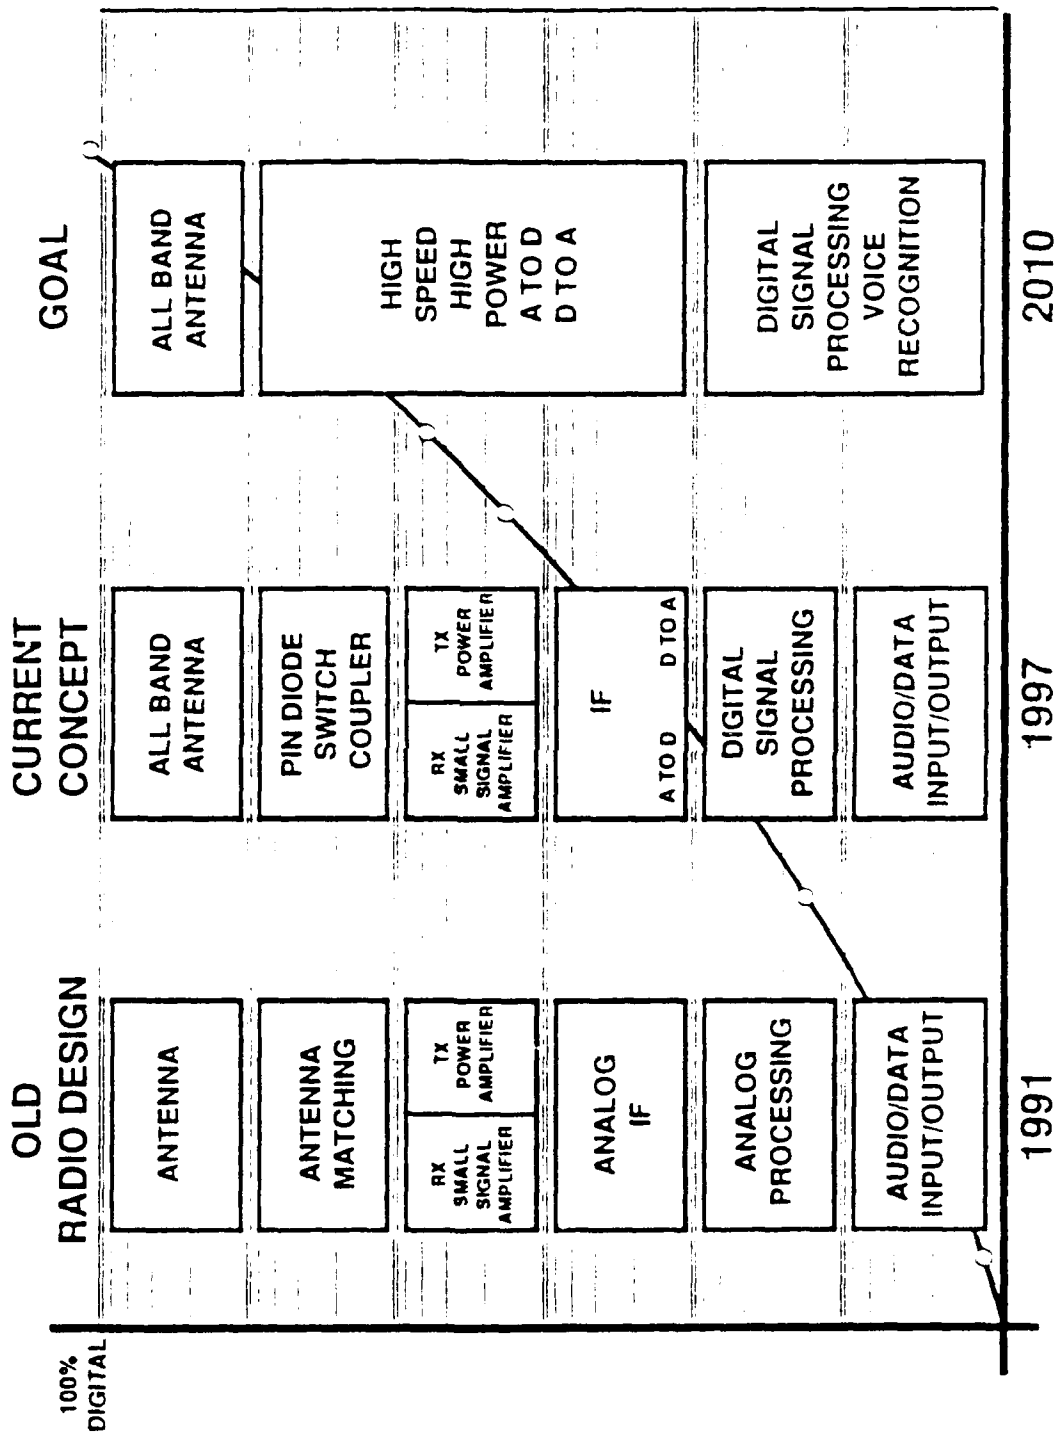 100%
DIGITAL
OLD
RADIO DESIGN
ANTENNA
ANTENNA
MATCHING
RX
SMALL
SIGNAL
AMPLIFIER
TX
POWER
AMPLIFIER
ANALOG
IF
ANALOG
PROCESSING
AUDIO/DATA
INPUT/OUTPUT
1991
CURRENT
CONCEPT
ALL BAND
ANTENNA
PIN DIODE
SWITCH
COUPLER
RX
SMALL
SIGNAL
AMPLIFIER
TX
POWER
AMPLIFIER
IF
A TO D D TO A
DIGITAL
SIGNAL
PROCESSING
AUDIO/DATA
INPUT/OUTPUT
1997
GOAL
ALL BAND
ANTENNA
HIGH
SPEED
HIGH
POWER
A TO D
D TO A
DIGITAL
SIGNAL
PROCESSING
VOICE
RECOGNITION
2010